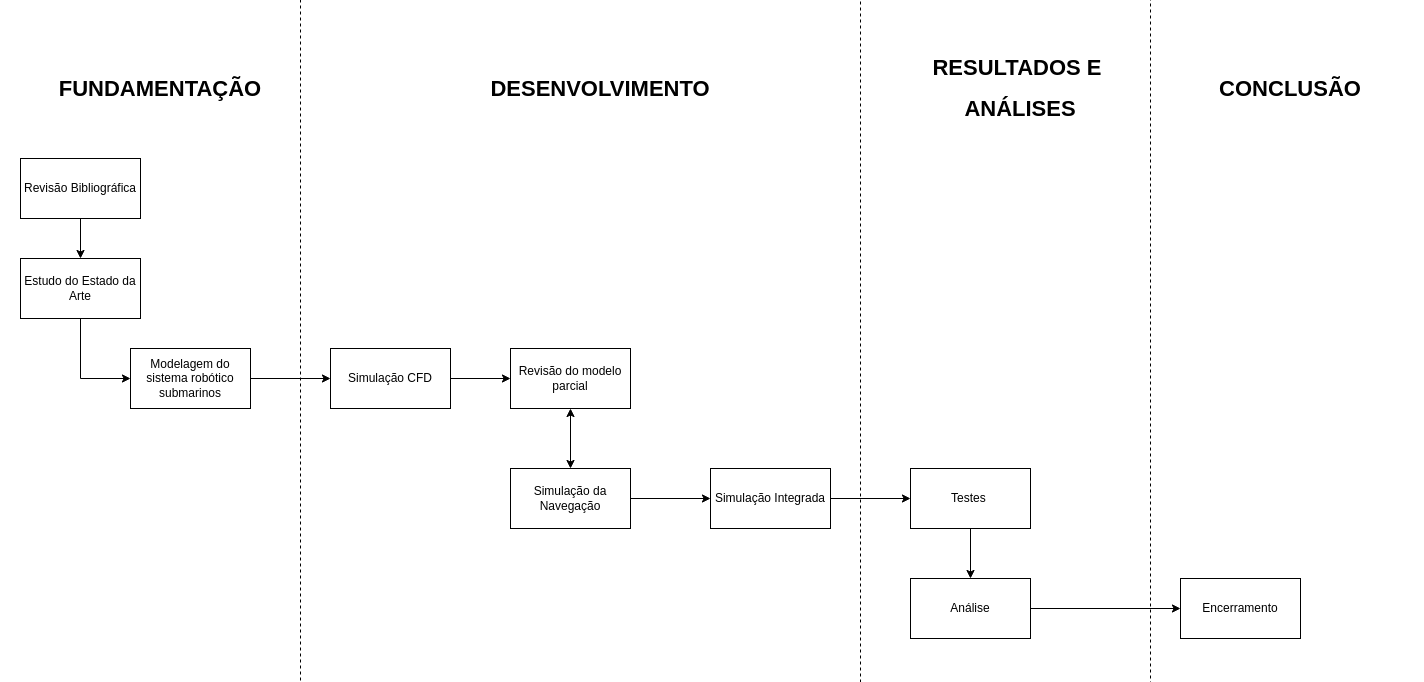 FUNDAMENTAÇÃO
DESENVOLVIMENTO
RESULTADOS E
ANÁLISES
CONCLUSÃO
Revisão Bibliográfica
Estudo do Estado da
Arte
Modelagem do
sistema robótico
submarinos
Simulação CFD
Revisão do modelo
parcial
Simulação da
Navegação
Simulação Integrada
Testes
Análise
Encerramento